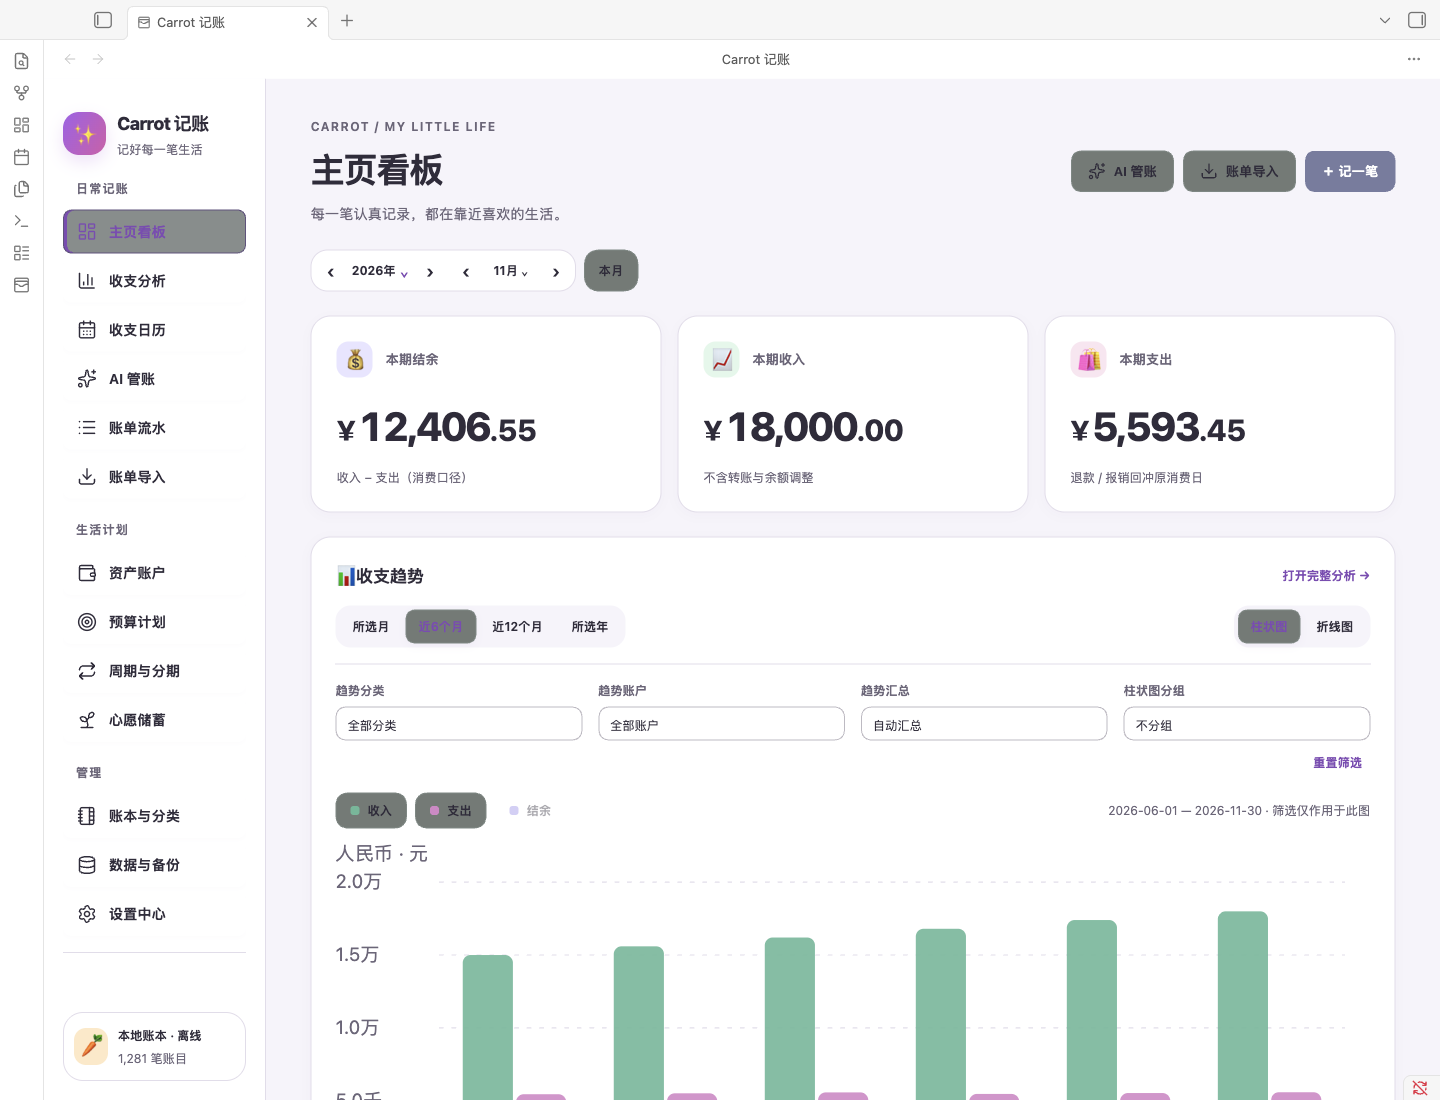 Carrot 记账
Carrot 记账
Carrot 记账
记好每一笔生活
日常记账
主页看板
收支分析
收支日历
AI 管账
账单流水
账单导入
生活计划
资产账户
预算计划
周期与分期
心愿储蓄
管理
账本与分类
数据与备份
设置中心
本地账本 · 离线
1,281 笔账目
CARROT / MY LITTLE LIFE
主页看板
每一笔认真记录，都在靠近喜欢的生活。
AI 管账
账单导入
+ 记一笔
‹ 2026年 › ‹ 11月 ›
本月
本期结余
¥12,406.55
收入 − 支出（消费口径）
本期收入
¥18,000.00
不含转账与余额调整
本期支出
¥5,593.45
退款 / 报销回冲原消费日
收支趋势
打开完整分析 →
所选月 近6个月 近12个月 所选年
柱状图 折线图
趋势分类
全部分类
趋势账户
全部账户
趋势汇总
自动汇总
柱状图分组
不分组
重置筛选
收入 支出 结余
2026-06-01 — 2026-11-30 · 筛选仅作用于此图
人民币 · 元
2.0万
1.5万
1.0万
5.0千